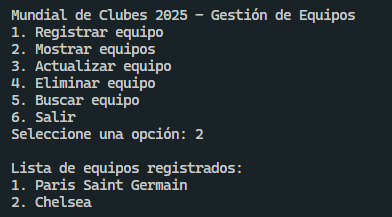 Mundial de Clubes 2025 - Gestión de Equipos
1. Registrar equipo
2. Mostrar equipos
3. Actualizar equipo
4. Eliminar equipo
5. Buscar equipo
6. Salir
Seleccione una opción: 2
Lista de equipos registrados:
1. Paris Saint Germain
2. Chelsea